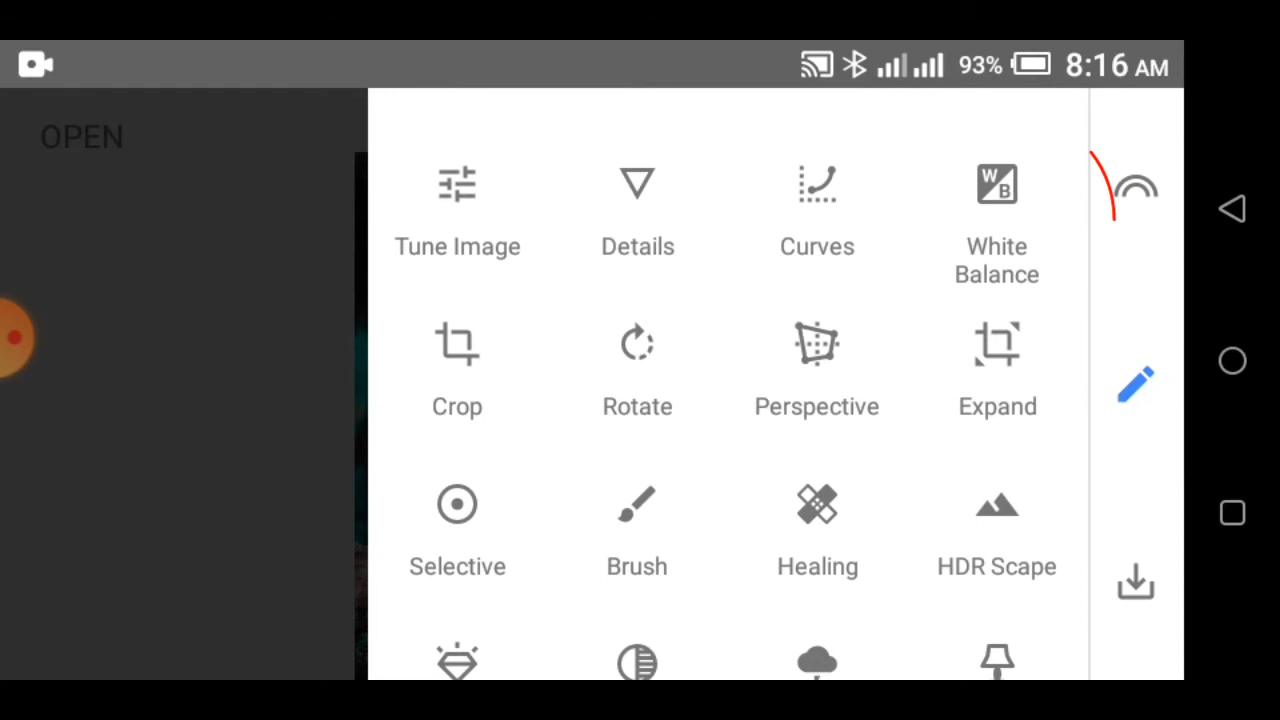 93% 8:16 AM
OPEN
Tune Image Details Curves White Balance
Crop Rotate Perspective Expand
Selective Brush Healing HDR Scape